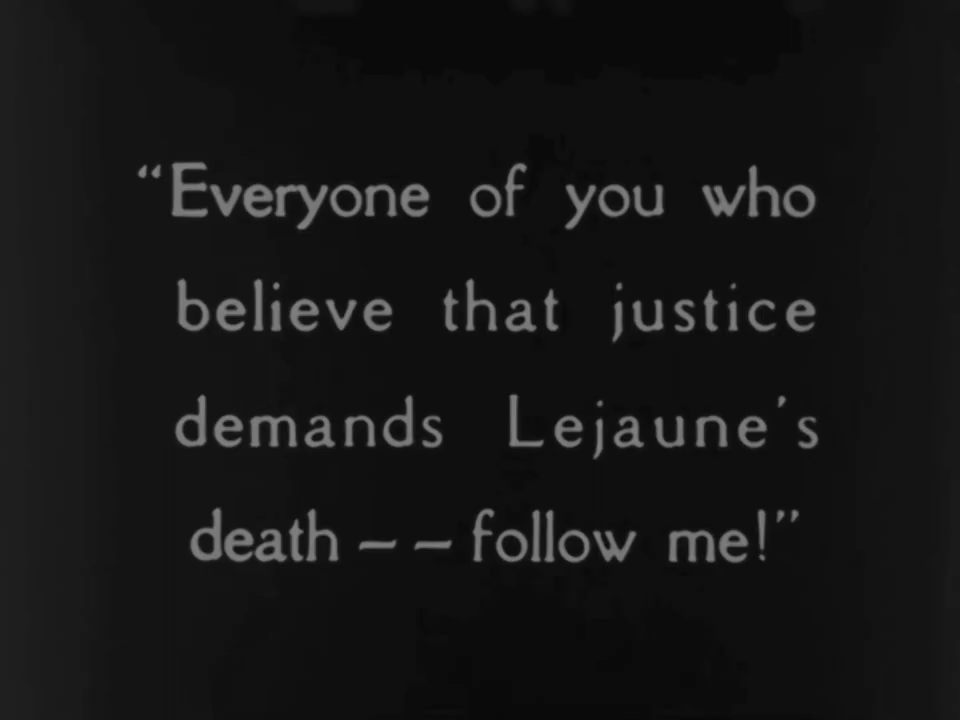 “Everyone of you who
believe that justice
demands Lejaune's
death -- follow me!”